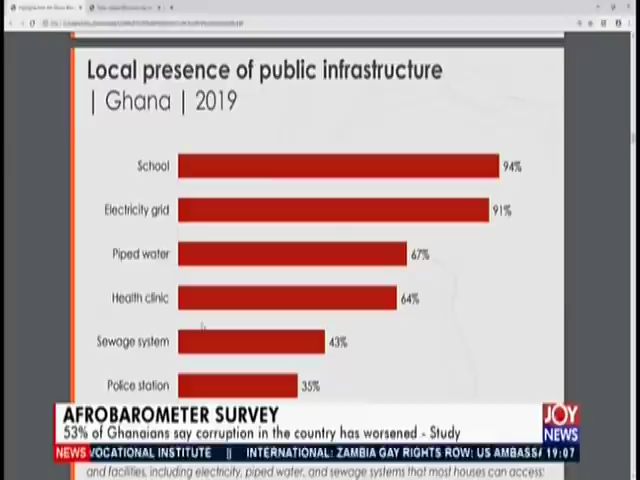 Local presence of public infrastructure
| Ghana | 2019
School 94%
Electricity grid 91%
Piped water 67%
Health clinic 64%
Sewage system 43%
Police station 35%
AFROBAROMETER SURVEY
53% of Ghanaians say corruption in the country has worsened - Study
JOY
NEWS
NEWS VOCATIONAL INSTITUTE || INTERNATIONAL: ZAMBIA GAY RIGHTS ROW: US AMBASSA 19:07
and facilities, including electricity, piped water, and sewage systems that most houses can access: